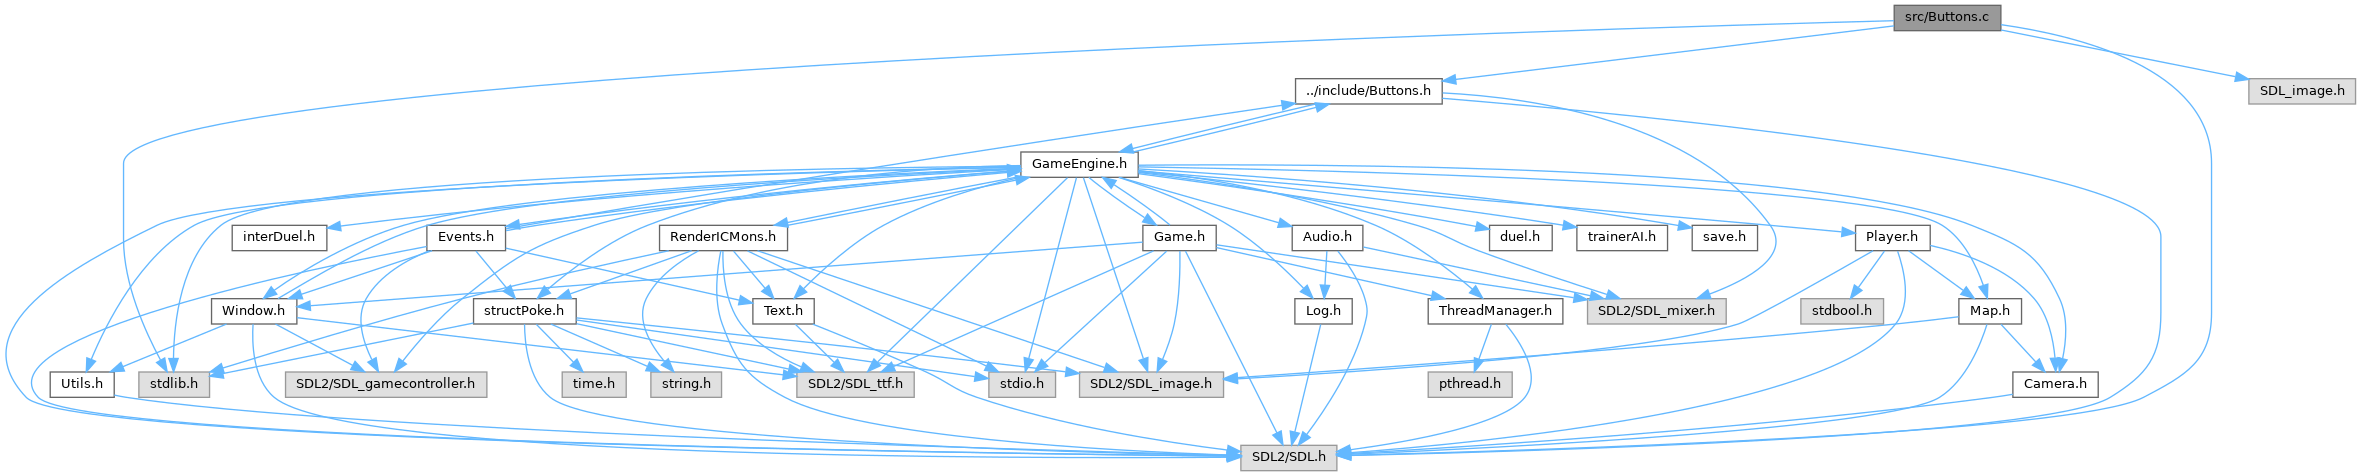 src/Buttons.c
../include/Buttons.h
SDL_image.h
GameEngine.h
interDuel.h
Events.h
RenderICMons.h
Game.h
Audio.h
duel.h
trainerAI.h
save.h
Player.h
Window.h
structPoke.h
Text.h
Log.h
ThreadManager.h
SDL2/SDL_mixer.h
stdbool.h
Map.h
Utils.h
stdlib.h
SDL2/SDL_gamecontroller.h
time.h
string.h
SDL2/SDL_ttf.h
stdio.h
SDL2/SDL_image.h
pthread.h
Camera.h
SDL2/SDL.h